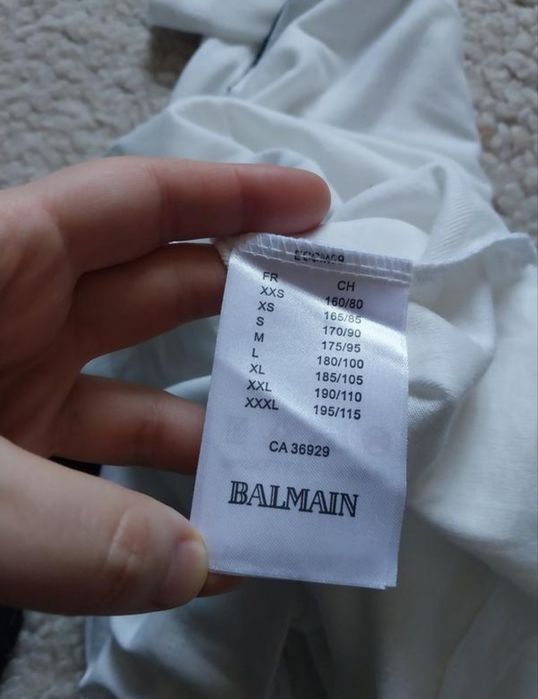 FR CH
XXS 160/80
XS 165/85
S 170/90
M 175/95
L 180/100
XL 185/105
XXL 190/110
XXXL 195/115
CA 36929
BALMAIN